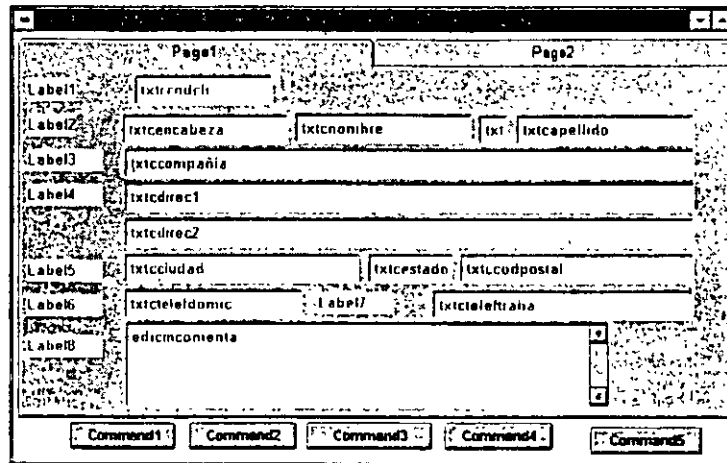 Page1 Page2
Label1
Label2 txtcencabeza txtcnombre txt txtcapellido
Label3 txtccompañia
Label4 txtcdirec1
txtcdirec2
Label5 txtcciudad txtcestado txtccodpostal
Label6 txtctelefdomic Label7 txtcteleftraba
Label8 edicmcomenta
Command1 Command2 Command3 Command4 Command5